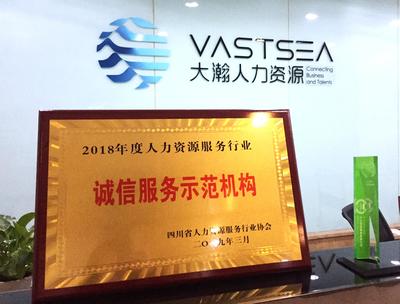 VASTSEA
大瀚人力资源
Connecting
Business
and Talents
2018年度人力资源服务行业
诚信服务示范机构
四川省人力资源服务行业协会
二〇一九年三月